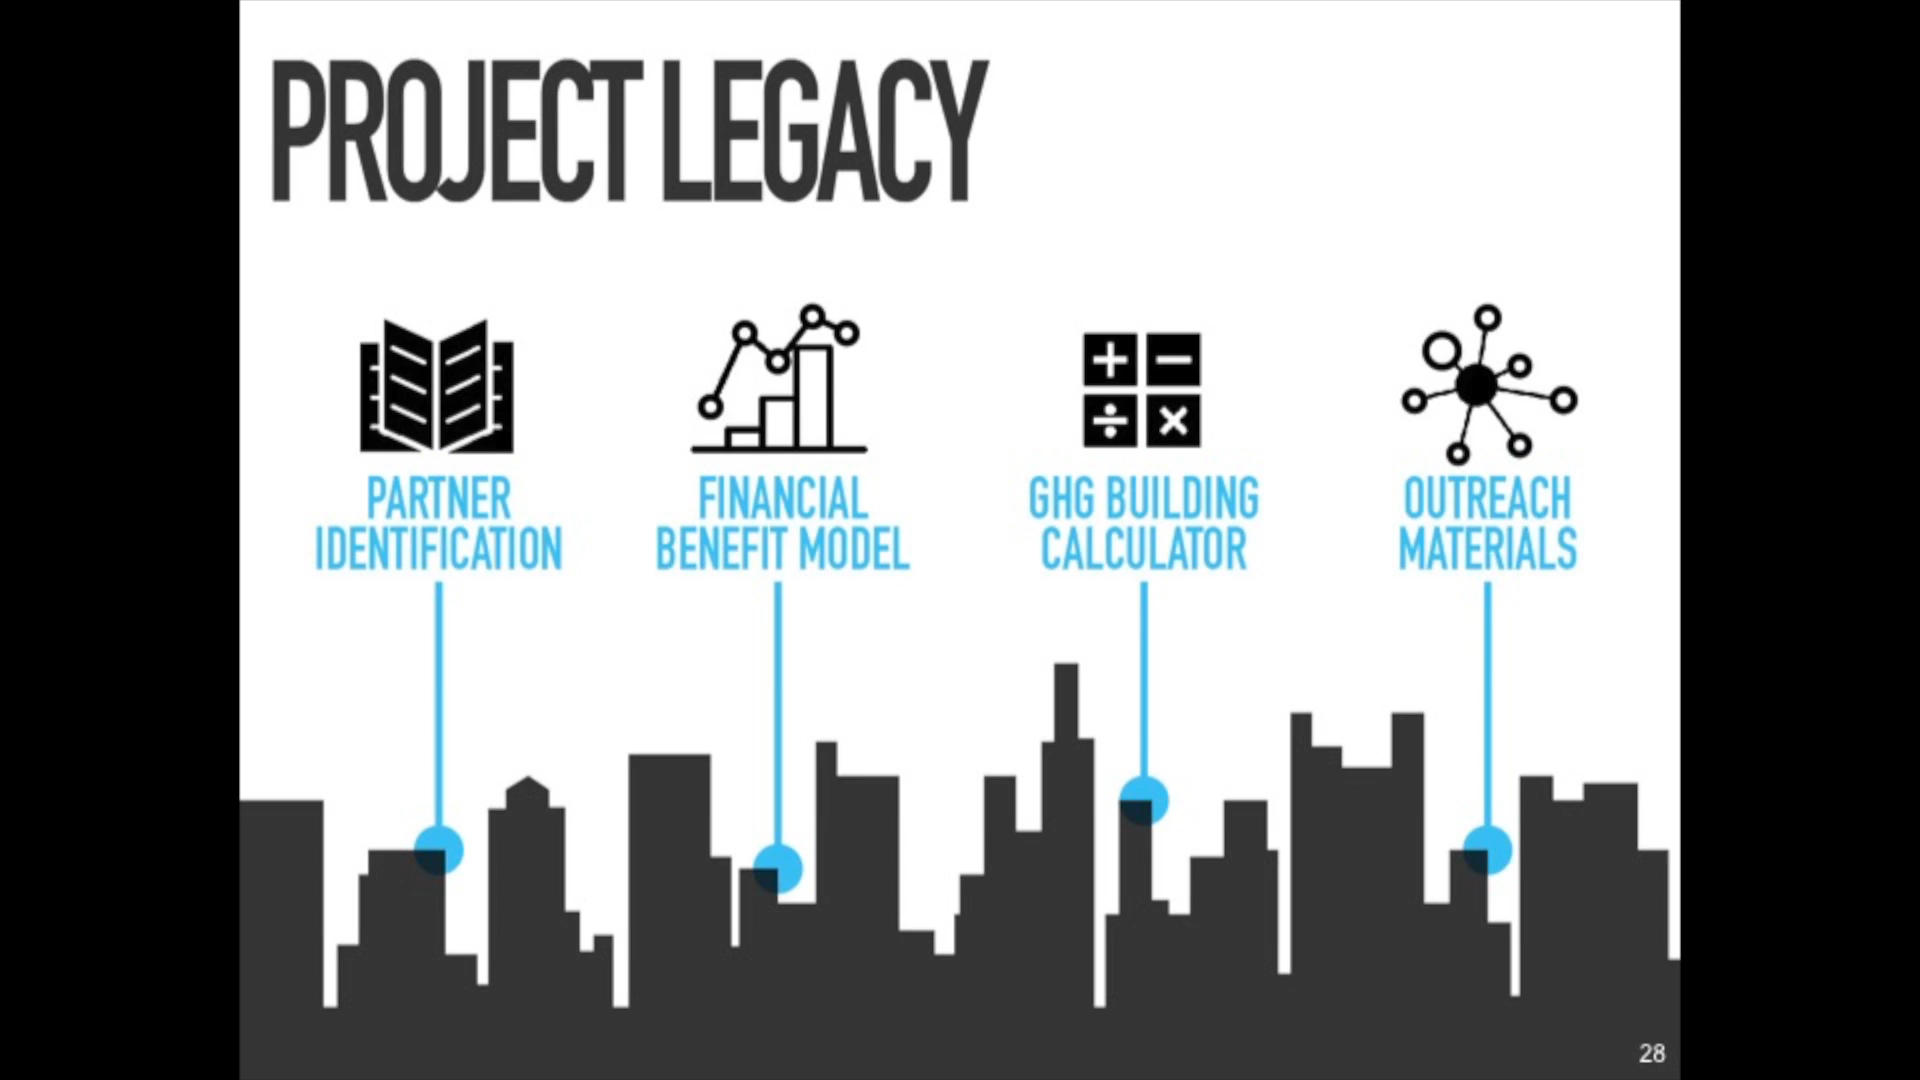 PROJECT LEGACY
PARTNER
IDENTIFICATION
FINANCIAL
BENEFIT MODEL
GHG BUILDING
CALCULATOR
OUTREACH
MATERIALS
28